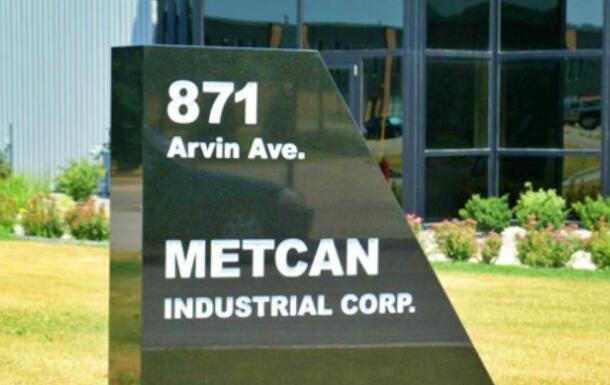 871
Arvin Ave.
METCAN
INDUSTRIAL CORP.